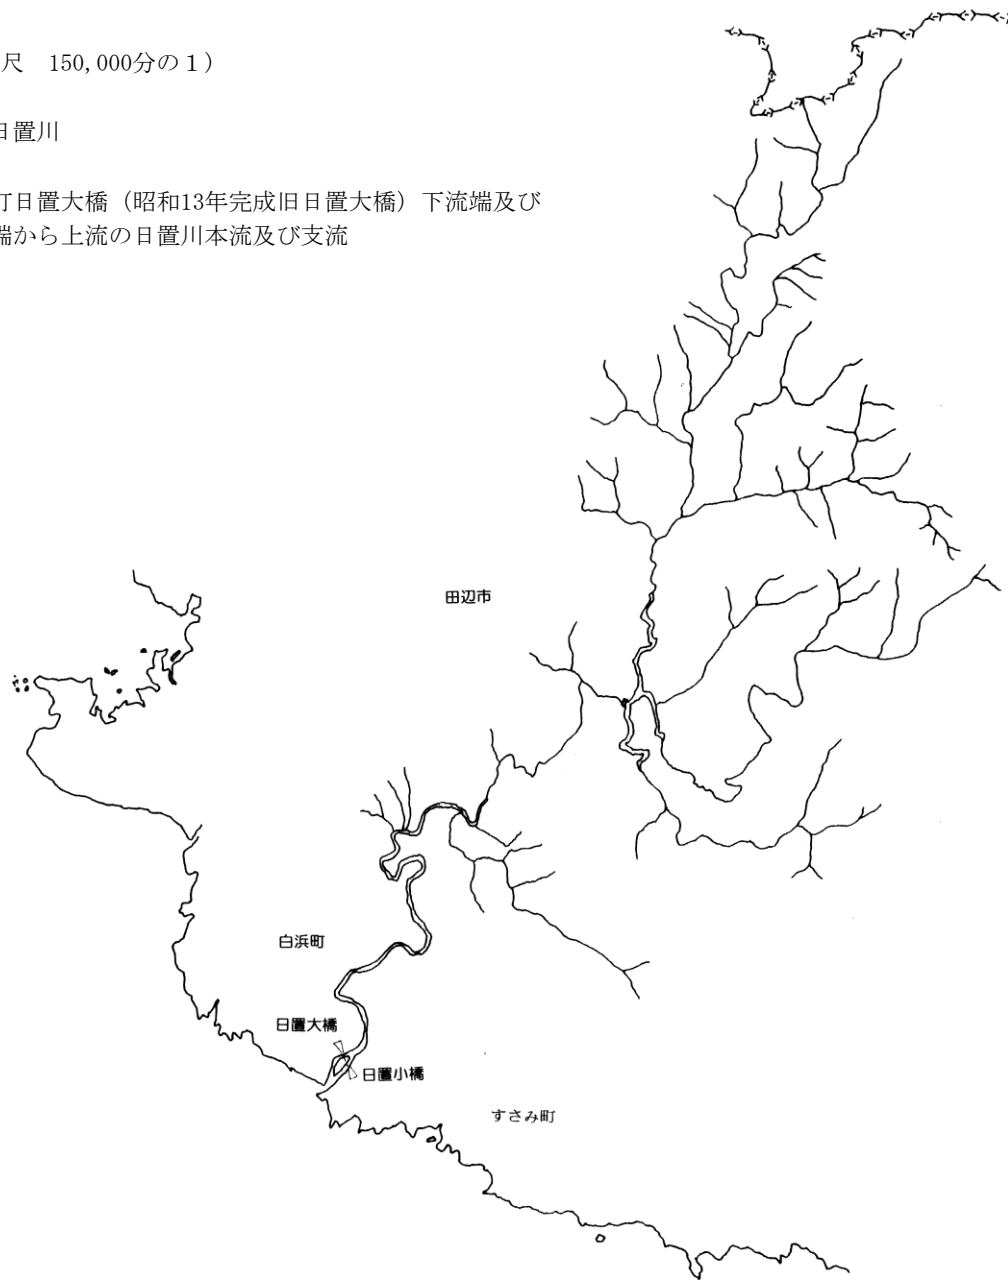 尺　150,000分の１）
日置川
町日置大橋（昭和13年完成旧日置大橋）下流端及び
端から上流の日置川本流及び支流
田辺市
白浜町
日置大橋
日置小橋
すさみ町